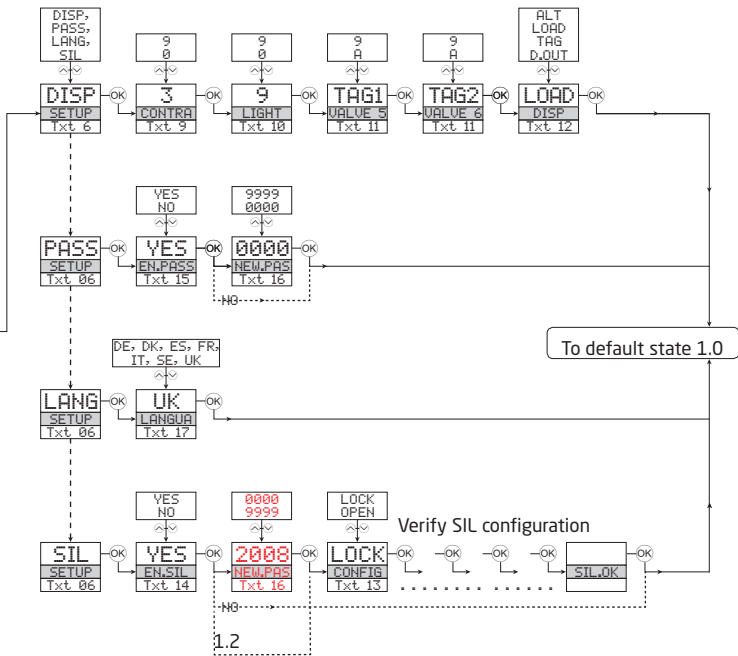 DISP,
PASS,
LANG,
SIL
9
0
9
0
9
A
9
A
ALT
LOAD
TAG
D.OUT
DISP
SETUP
Txt 6
OK
3
CONTRA
Txt 9
OK
9
LIGHT
Txt 10
OK
TAG1
VALVE 5
Txt 11
OK
TAG2
VALVE 6
Txt 11
OK
LOAD
DISP
Txt 12
OK
YES
NO
9999
0000
PASS
SETUP
Txt 06
OK
YES
EN.PASS
Txt 15
OK
0000
NEW.PAS
Txt 16
OK
NO
To default state 1.0
DE, DK, ES, FR,
IT, SE, UK
LANG
SETUP
Txt 06
OK
UK
LANGUA
Txt 17
OK
YES
NO
0000
9999
LOCK
OPEN
Verify SIL configuration
SIL
SETUP
Txt 06
OK
YES
EN.SIL
Txt 14
OK
2008
NEW.PAS
Txt 16
OK
LOCK
CONFIG
Txt 13
OK
OK
OK
OK
SIL.OK
OK
NO
1.2